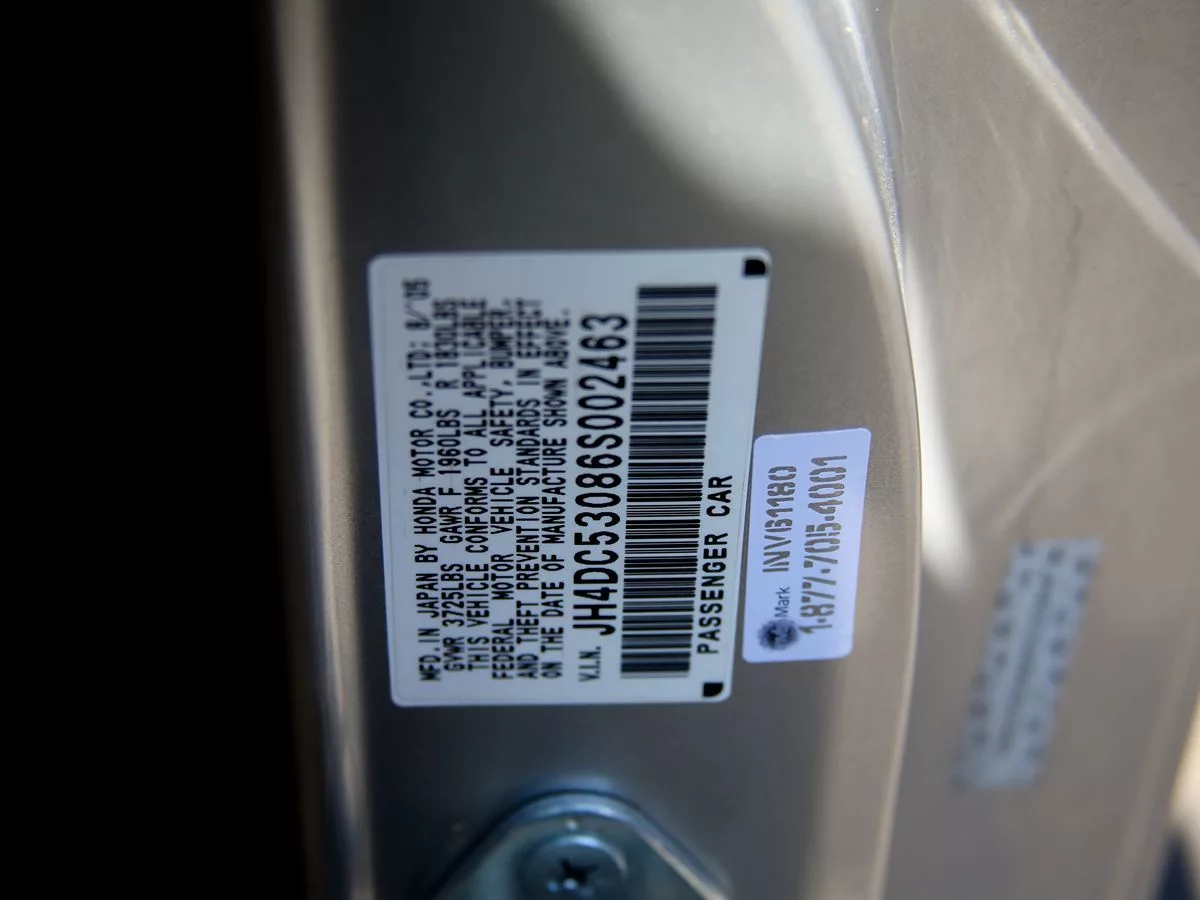 MFD. IN JAPAN BY HONDA MOTOR CO., LTD: 8/'05
GVWR 3725LBS GAWR F 1960LBS R 1830LBS
THIS VEHICLE CONFORMS TO ALL APPLICABLE
FEDERAL MOTOR VEHICLE SAFETY, BUMPER,
AND THEFT PREVENTION STANDARDS IN EFFECT
ON THE DATE OF MANUFACTURE SHOWN ABOVE.
V.I.N. JH4DC53086S002463
PASSENGER CAR
Mark INV61180
1-877-705-4001